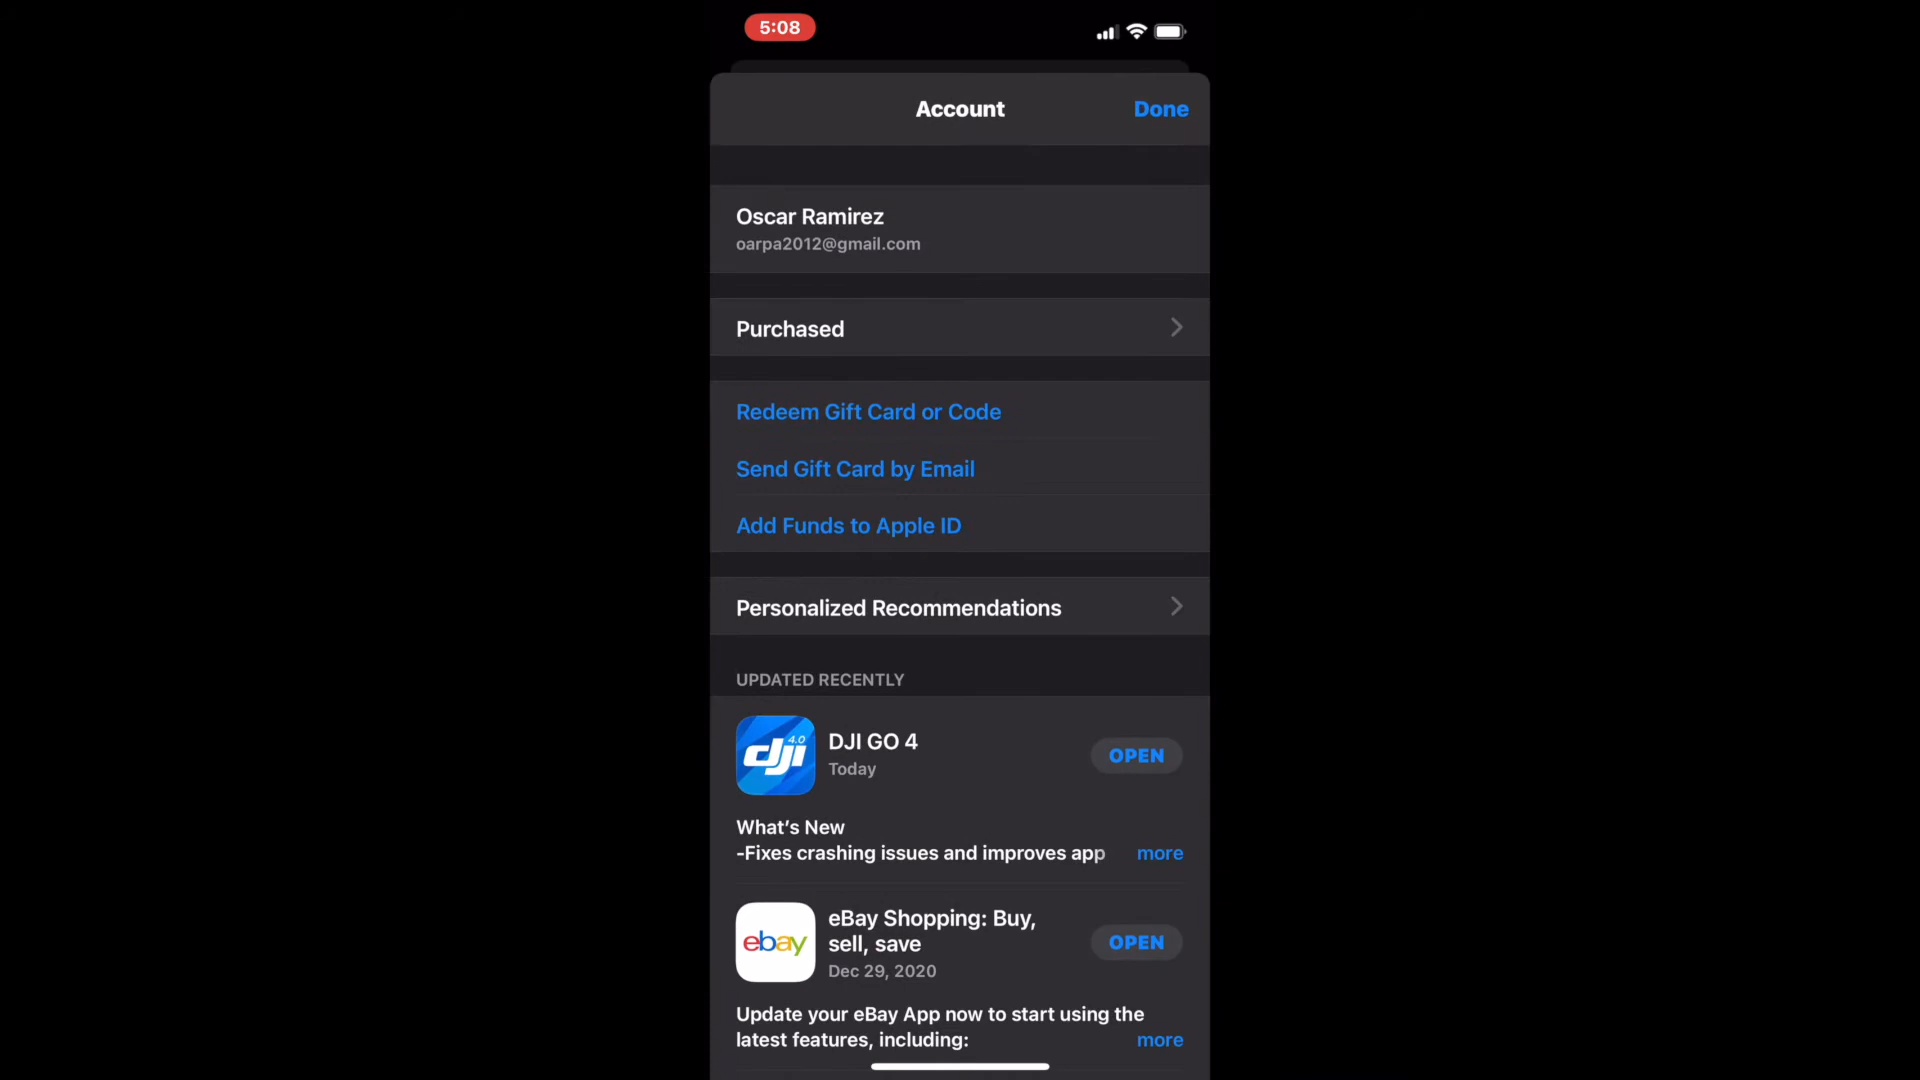 5:08
Account
Done
Oscar Ramirez
oarpa2012@gmail.com
Purchased
Redeem Gift Card or Code
Send Gift Card by Email
Add Funds to Apple ID
Personalized Recommendations
UPDATED RECENTLY
4.0
dji
DJI GO 4
Today
OPEN
What’s New
-Fixes crashing issues and improves app
more
ebay
eBay Shopping: Buy,
sell, save
Dec 29, 2020
OPEN
Update your eBay App now to start using the
latest features, including:
more